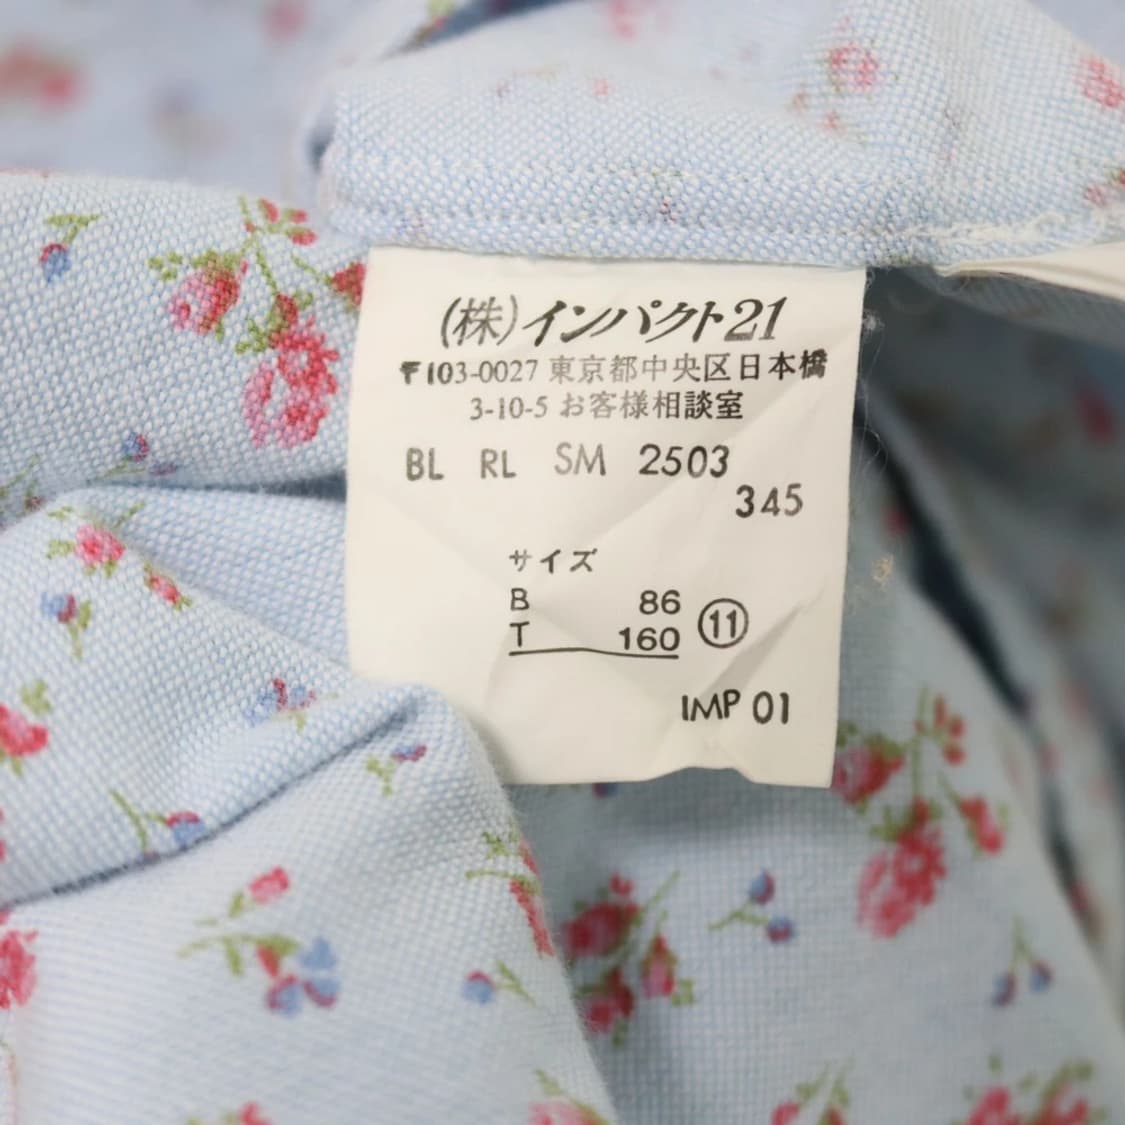 (株)インパクト21
〒103-0027 東京都中央区日本橋
3-10-5 お客様相談室
BL RL SM 2503
345
サイズ
B 86
T 160 ⑪
IMP 01